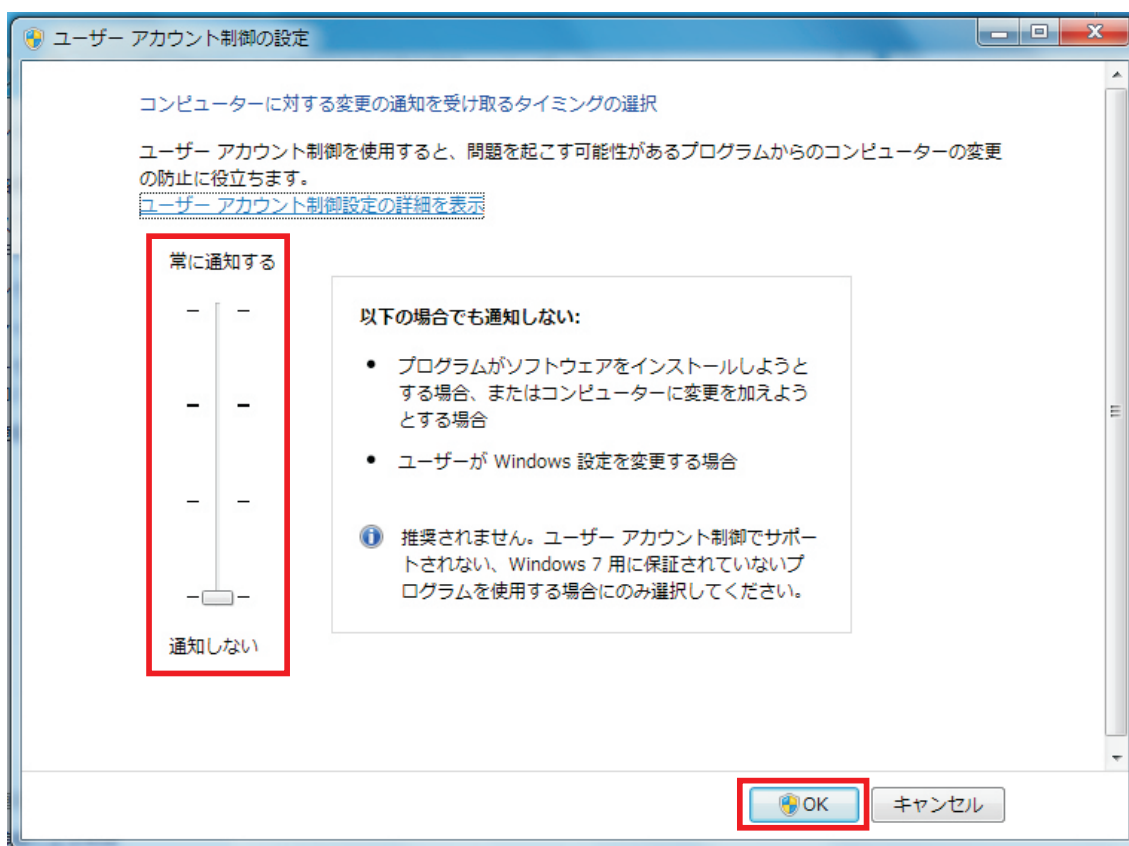 ユーザー アカウント制御の設定
コンピューターに対する変更の通知を受け取るタイミングの選択
ユーザー アカウント制御を使用すると、問題を起こす可能性があるプログラムからのコンピューターの変更
の防止に役立ちます。
ユーザー アカウント制御設定の詳細を表示
常に通知する
通知しない
以下の場合でも通知しない:
• プログラムがソフトウェアをインストールしようと
する場合、またはコンピューターに変更を加えよう
とする場合
• ユーザーが Windows 設定を変更する場合
推奨されません。ユーザー アカウント制御でサポー
トされない、Windows 7 用に保証されていないプ
ログラムを使用する場合にのみ選択してください。
OK
キャンセル